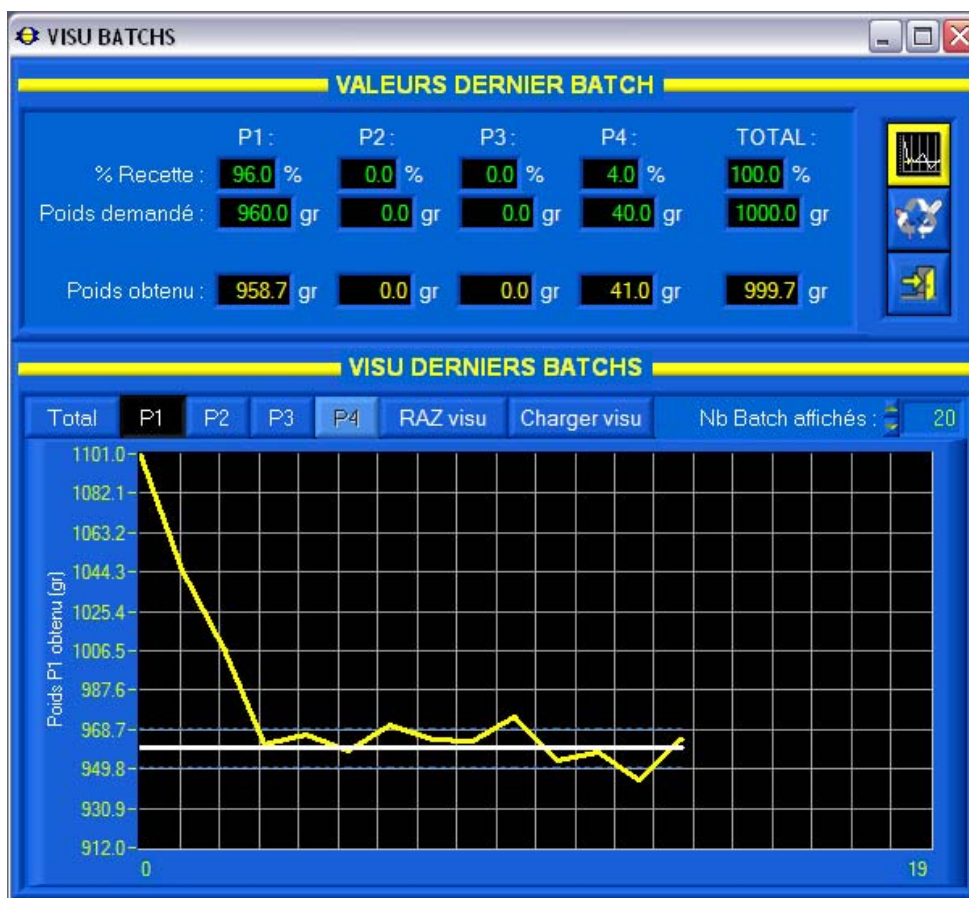 VISU BATCHS
VALEURS DERNIER BATCH
P1 : P2 : P3 : P4 : TOTAL :
% Recette : 96.0 % 0.0 % 0.0 % 4.0 % 100.0 %
Poids demandé : 960.0 gr 0.0 gr 0.0 gr 40.0 gr 1000.0 gr
Poids obtenu : 958.7 gr 0.0 gr 0.0 gr 41.0 gr 999.7 gr
VISU DERNIERS BATCHS
Total P1 P2 P3 P4 RAZ visu Charger visu Nb Batch affichés : 20
Poids P1 obtenu (gr)
1101.0
1082.1
1063.2
1044.3
1025.4
1006.5
987.6
968.7
949.8
930.9
912.0
0 19